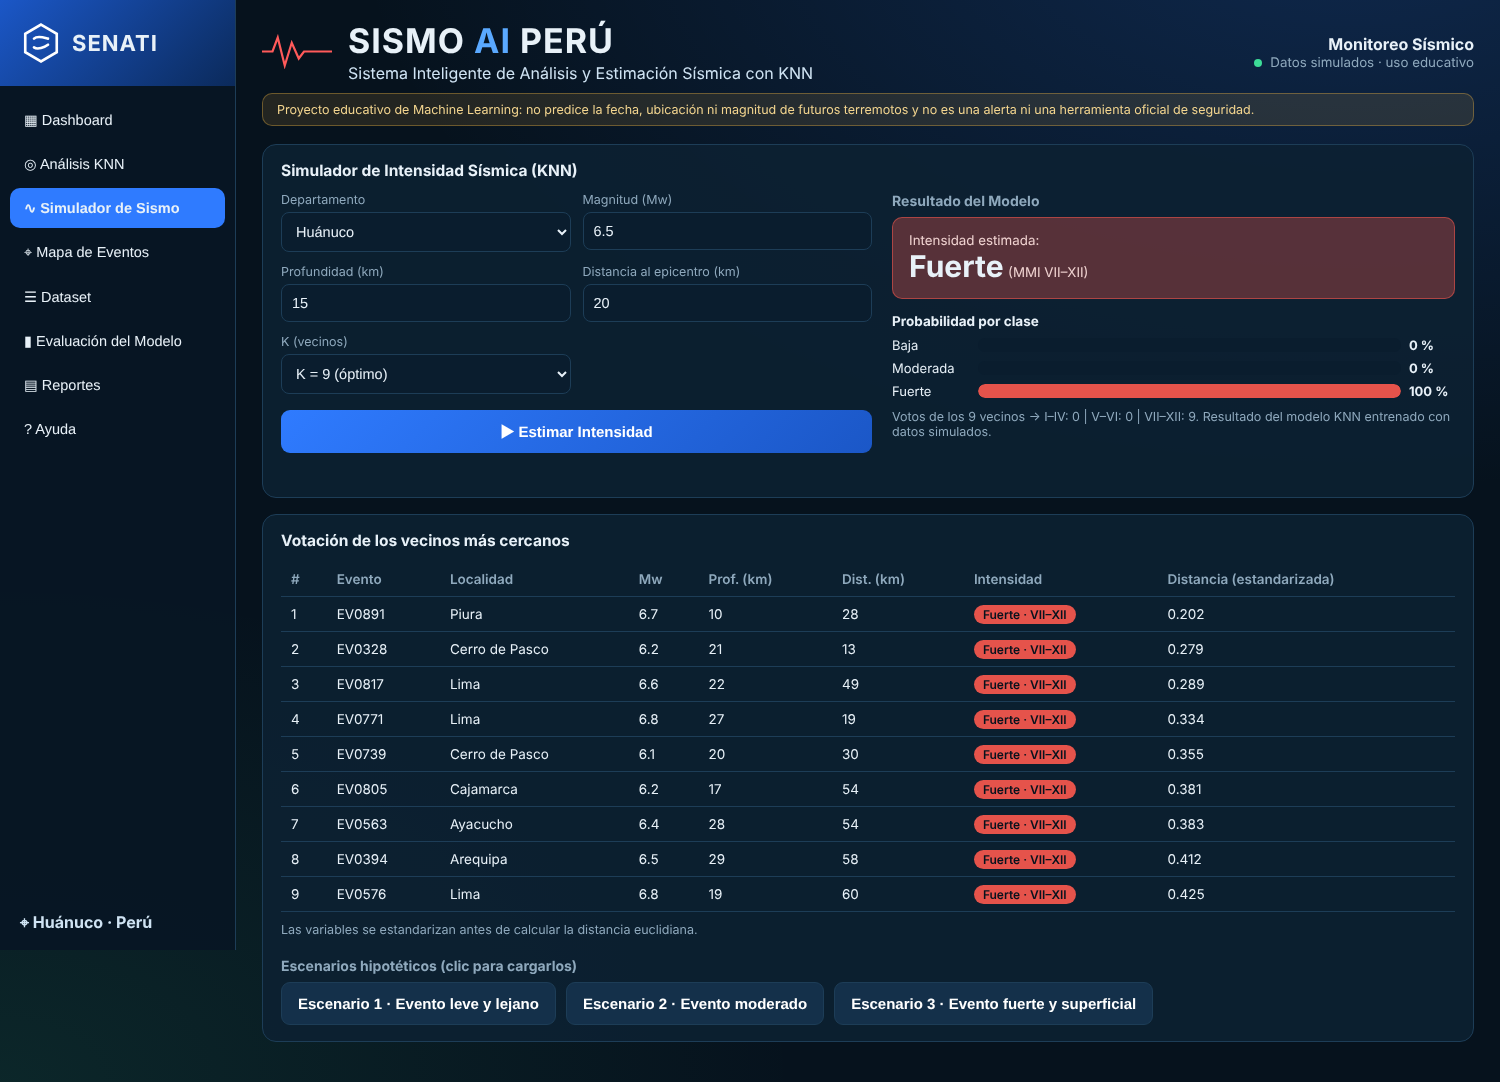 SENATI
▦ Dashboard
◎ Análisis KNN
∿ Simulador de Sismo
⌖ Mapa de Eventos
☰ Dataset
▮ Evaluación del Modelo
▤ Reportes
? Ayuda
⌖ Huánuco · Perú
SISMO AI PERÚ
Sistema Inteligente de Análisis y Estimación Sísmica con KNN
Monitoreo Sísmico
Datos simulados · uso educativo
Proyecto educativo de Machine Learning: no predice la fecha, ubicación ni magnitud de futuros terremotos y no es una alerta ni una herramienta oficial de seguridad.
Simulador de Intensidad Sísmica (KNN)
Departamento Magnitud (Mw)
Huánuco 6.5
Profundidad (km) Distancia al epicentro (km)
15 20
K (vecinos)
K = 9 (óptimo)
▶ Estimar Intensidad
Resultado del Modelo
Intensidad estimada:
Fuerte (MMI VII–XII)
Probabilidad por clase
Baja 0 %
Moderada 0 %
Fuerte 100 %
Votos de los 9 vecinos → I–IV: 0 | V–VI: 0 | VII–XII: 9. Resultado del modelo KNN entrenado con
datos simulados.
Votación de los vecinos más cercanos
# Evento Localidad Mw Prof. (km) Dist. (km) Intensidad Distancia (estandarizada)
1 EV0891 Piura 6.7 10 28 Fuerte · VII–XII 0.202
2 EV0328 Cerro de Pasco 6.2 21 13 Fuerte · VII–XII 0.279
3 EV0817 Lima 6.6 22 49 Fuerte · VII–XII 0.289
4 EV0771 Lima 6.8 27 19 Fuerte · VII–XII 0.334
5 EV0739 Cerro de Pasco 6.1 20 30 Fuerte · VII–XII 0.355
6 EV0805 Cajamarca 6.2 17 54 Fuerte · VII–XII 0.381
7 EV0563 Ayacucho 6.4 28 54 Fuerte · VII–XII 0.383
8 EV0394 Arequipa 6.5 29 58 Fuerte · VII–XII 0.412
9 EV0576 Lima 6.8 19 60 Fuerte · VII–XII 0.425
Las variables se estandarizan antes de calcular la distancia euclidiana.
Escenarios hipotéticos (clic para cargarlos)
Escenario 1 · Evento leve y lejano Escenario 2 · Evento moderado Escenario 3 · Evento fuerte y superficial